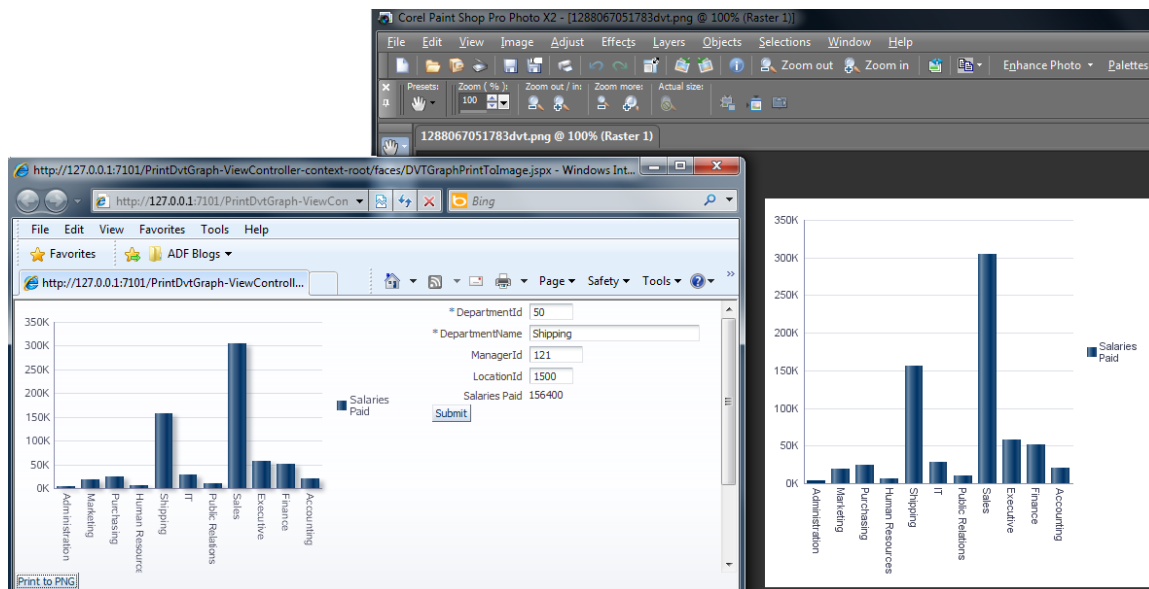 Corel Paint Shop Pro Photo X2 - [1288067051783dvt.png @ 100% (Raster 1)]
File Edit View Image Adjust Effects Layers Objects Selections Window Help
Zoom out Zoom in Enhance Photo Palettes
Presets: Zoom ( % ): Zoom out / in: Zoom more: Actual size:
100
1288067051783dvt.png @ 100% (Raster 1)
http://127.0.0.1:7101/PrintDvtGraph-ViewController-context-root/faces/DVTGraphPrintToImage.jspx - Windows Int...
http://127.0.0.1:7101/PrintDvtGraph-ViewCon Bing
File Edit View Favorites Tools Help
Favorites ADF Blogs
http://127.0.0.1:7101/PrintDvtGraph-ViewControll... Page Safety Tools
350K
300K
250K
200K
150K
100K
50K
0K
Administration
Marketing
Purchasing
Human Resource
Shipping
IT
Public Relations
Sales
Executive
Finance
Accounting
Salaries
Paid
* DepartmentId 50
* DepartmentName Shipping
ManagerId 121
LocationId 1500
Salaries Paid 156400
Submit
Print to PNG
350K
300K
250K
200K
150K
100K
50K
0K
Administration
Marketing
Purchasing
Human Resources
Shipping
IT
Public Relations
Sales
Executive
Finance
Accounting
Salaries
Paid